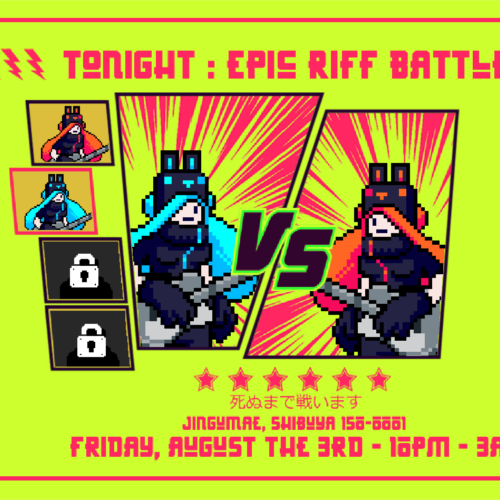 TONIGHT : EPIC RIFF BATTLE
VS
死ぬまで戦います
JINGUMAE, SHIBUYA 150-0001
FRIDAY, AUGUST THE 3RD - 10PM - 3A